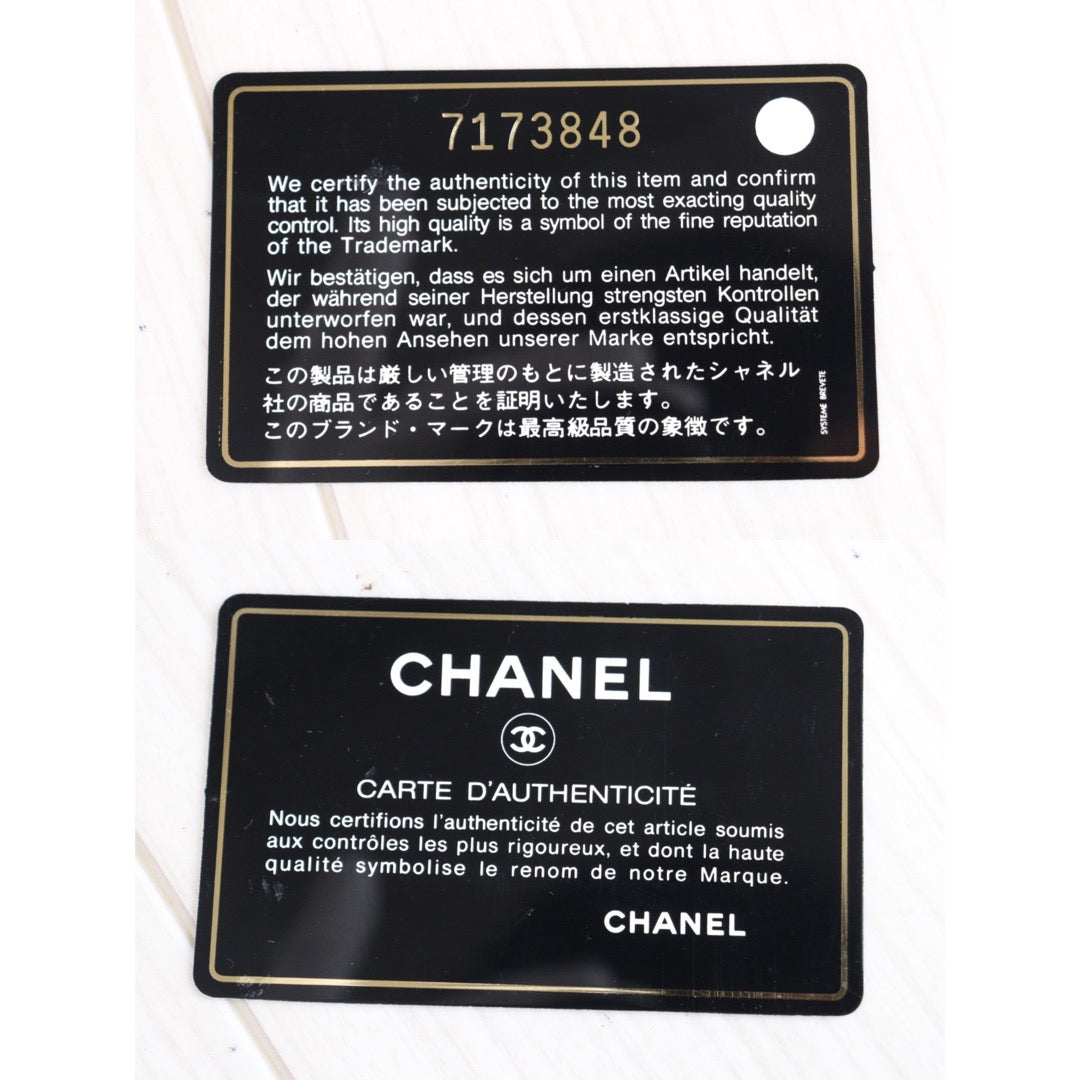 7173848
We certify the authenticity of this item and confirm
that it has been subjected to the most exacting quality
control. Its high quality is a symbol of the fine reputation
of the Trademark.
Wir bestätigen, dass es sich um einen Artikel handelt,
der während seiner Herstellung strengsten Kontrollen
unterworfen war, und dessen erstklassige Qualität
dem hohen Ansehen unserer Marke entspricht.
この製品は厳しい管理のもとに製造されたシャネル
社の商品であることを証明いたします。
このブランド・マークは最高級品質の象徴です。
SYSTEME BREVETE
CHANEL
CARTE D'AUTHENTICITÉ
Nous certifions l'authenticité de cet article soumis
aux contrôles les plus rigoureux, et dont la haute
qualité symbolise le renom de notre Marque.
CHANEL